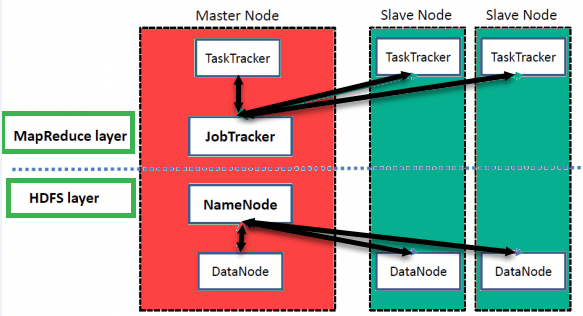 Master Node
Slave Node
Slave Node
TaskTracker
TaskTracker
TaskTracker
MapReduce layer
JobTracker
HDFS layer
NameNode
DataNode
DataNode
DataNode